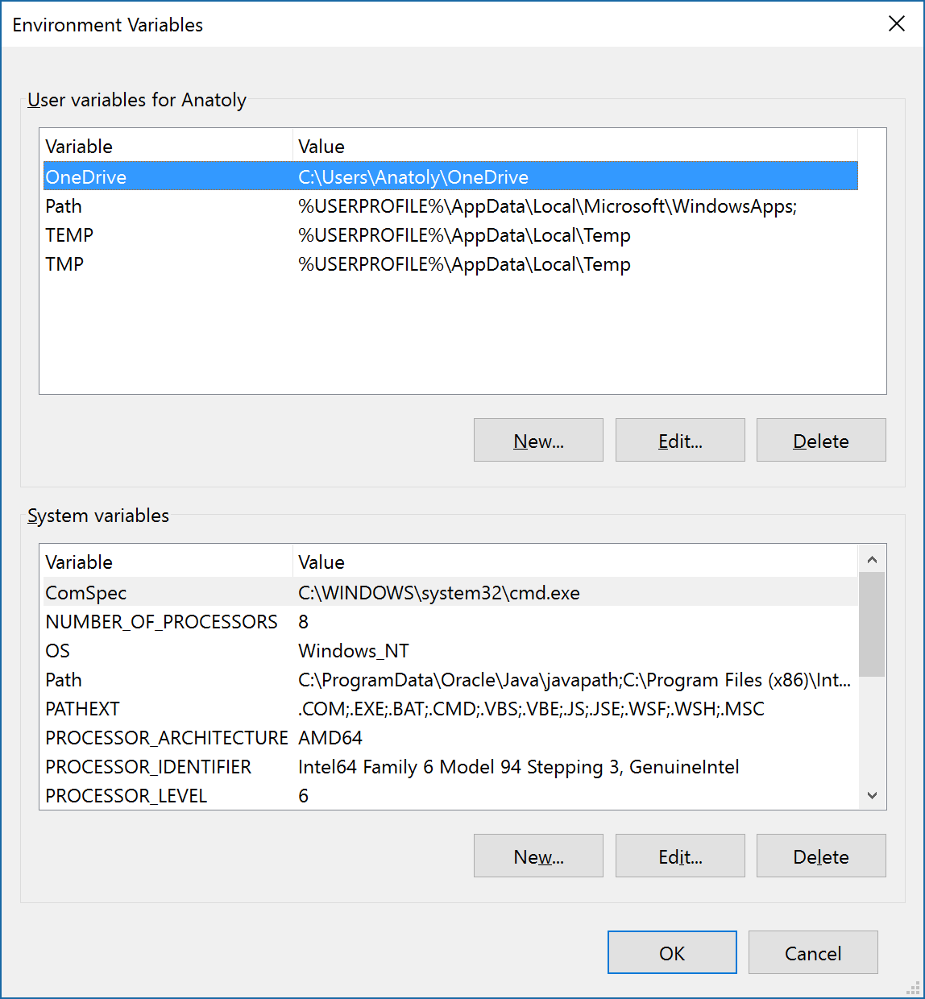 Environment Variables
User variables for Anatoly
Variable Value
OneDrive C:\Users\Anatoly\OneDrive
Path %USERPROFILE%\AppData\Local\Microsoft\WindowsApps;
TEMP %USERPROFILE%\AppData\Local\Temp
TMP %USERPROFILE%\AppData\Local\Temp
New... Edit... Delete
System variables
Variable Value
ComSpec C:\WINDOWS\system32\cmd.exe
NUMBER_OF_PROCESSORS 8
OS Windows_NT
Path C:\ProgramData\Oracle\Java\javapath;C:\Program Files (x86)\Int...
PATHEXT .COM;.EXE;.BAT;.CMD;.VBS;.VBE;.JS;.JSE;.WSF;.WSH;.MSC
PROCESSOR_ARCHITECTURE AMD64
PROCESSOR_IDENTIFIER Intel64 Family 6 Model 94 Stepping 3, GenuineIntel
PROCESSOR_LEVEL 6
New... Edit... Delete
OK Cancel